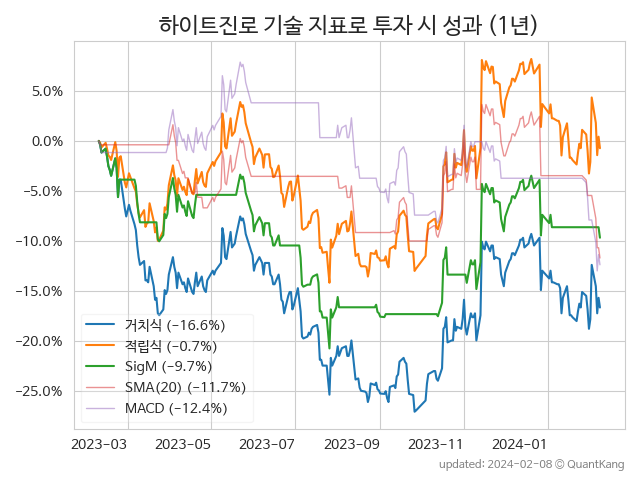 하이트진로 기술 지표로 투자 시 성과 (1년)
5.0%
0.0%
−5.0%
−10.0%
−15.0%
−20.0%
−25.0%
거치식 (−16.6%)
적립식 (−0.7%)
SigM (−9.7%)
SMA(20) (−11.7%)
MACD (−12.4%)
2023-03 2023-05 2023-07 2023-09 2023-11 2024-01
updated: 2024-02-08 © QuantKang